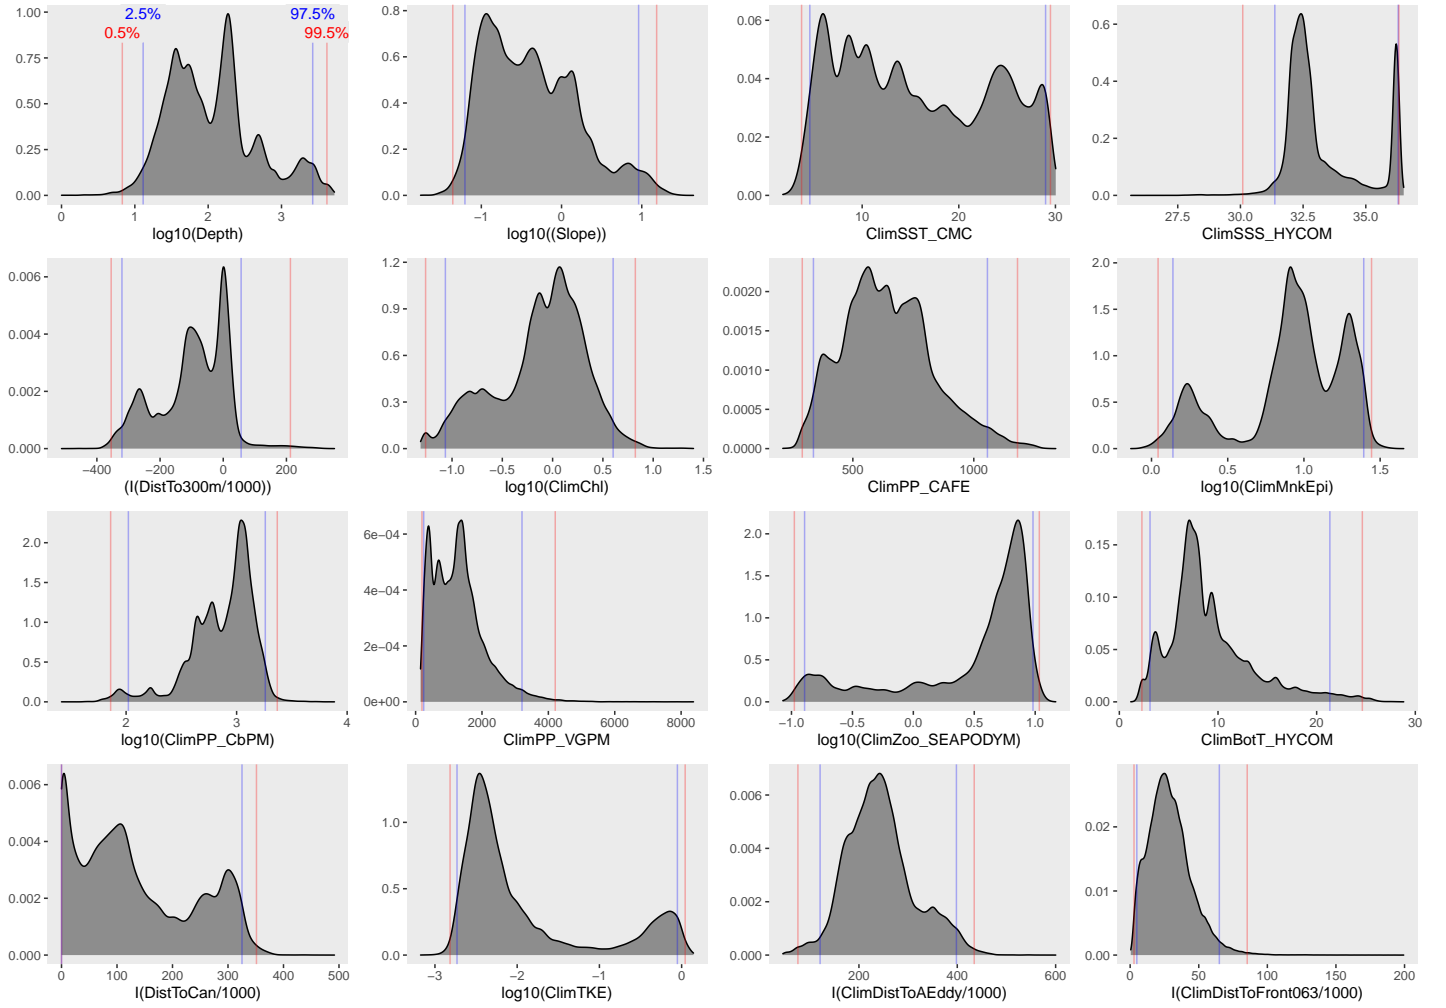 2.5% 97.5%
0.5% 99.5%
1.00
0.75
0.50
0.25
0.00
0 1 2 3
log10(Depth)
0.8
0.6
0.4
0.2
0.0
−1 0 1
log10((Slope))
0.06
0.04
0.02
0.00
10 20 30
ClimSST_CMC
0.6
0.4
0.2
0.0
27.5 30.0 32.5 35.0
ClimSSS_HYCOM
0.006
0.004
0.002
0.000
−400 −200 0 200
(I(DistTo300m/1000))
1.2
0.9
0.6
0.3
0.0
−1.0 −0.5 0.0 0.5 1.0 1.5
log10(ClimChl)
0.0020
0.0015
0.0010
0.0005
0.0000
500 1000
ClimPP_CAFE
2.0
1.5
1.0
0.5
0.0
0.0 0.5 1.0 1.5
log10(ClimMnkEpi)
2.0
1.5
1.0
0.5
0.0
2 3 4
log10(ClimPP_CbPM)
6e−04
4e−04
2e−04
0e+00
0 2000 4000 6000 8000
ClimPP_VGPM
2.0
1.5
1.0
0.5
0.0
−1.0 −0.5 0.0 0.5 1.0
log10(ClimZoo_SEAPODYM)
0.15
0.10
0.05
0.00
0 10 20 30
ClimBotT_HYCOM
0.006
0.004
0.002
0.000
0 100 200 300 400 500
I(DistToCan/1000)
1.0
0.5
0.0
−3 −2 −1 0
log10(ClimTKE)
0.006
0.004
0.002
0.000
200 400 600
I(ClimDistToAEddy/1000)
0.02
0.01
0.00
0 50 100 150 200
I(ClimDistToFront063/1000)